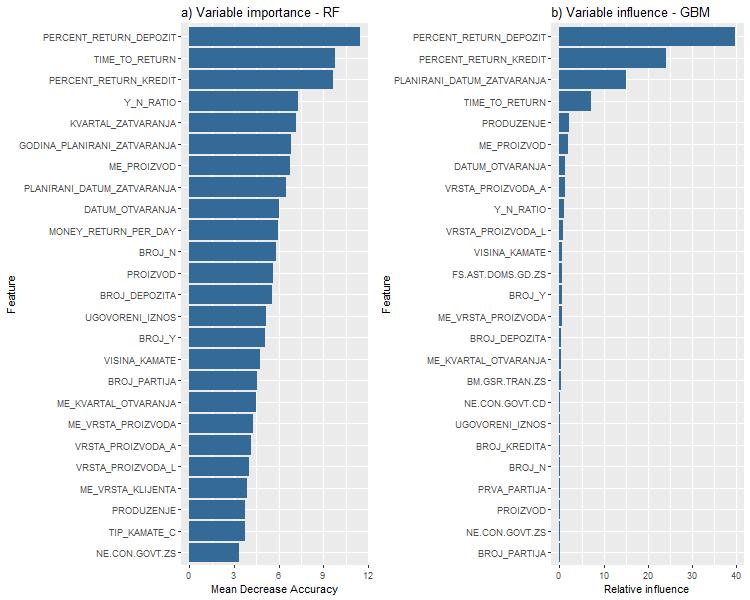 a) Variable importance - RF
PERCENT_RETURN_DEPOZIT
TIME_TO_RETURN
PERCENT_RETURN_KREDIT
Y_N_RATIO
KVARTAL_ZATVARANJA
GODINA_PLANIRANI_ZATVARANJA
ME_PROIZVOD
PLANIRANI_DATUM_ZATVARANJA
DATUM_OTVARANJA
MONEY_RETURN_PER_DAY
BROJ_N
PROIZVOD
BROJ_DEPOZITA
UGOVORENI_IZNOS
BROJ_Y
VISINA_KAMATE
BROJ_PARTIJA
ME_KVARTAL_OTVARANJA
ME_VRSTA_PROIZVODA
VRSTA_PROIZVODA_A
VRSTA_PROIZVODA_L
ME_VRSTA_KLIJENTA
PRODUZENJE
TIP_KAMATE_C
NE.CON.GOVT.ZS
Feature
0 3 6 9 12
Mean Decrease Accuracy
b) Variable influence - GBM
PERCENT_RETURN_DEPOZIT
PERCENT_RETURN_KREDIT
PLANIRANI_DATUM_ZATVARANJA
TIME_TO_RETURN
PRODUZENJE
ME_PROIZVOD
DATUM_OTVARANJA
VRSTA_PROIZVODA_A
Y_N_RATIO
VRSTA_PROIZVODA_L
VISINA_KAMATE
FS.AST.DOMS.GD.ZS
BROJ_Y
ME_VRSTA_PROIZVODA
BROJ_DEPOZITA
ME_KVARTAL_OTVARANJA
BM.GSR.TRAN.ZS
NE.CON.GOVT.CD
UGOVORENI_IZNOS
BROJ_KREDITA
BROJ_N
PRVA_PARTIJA
PROIZVOD
NE.CON.GOVT.ZS
BROJ_PARTIJA
Feature
0 10 20 30 40
Relative influence